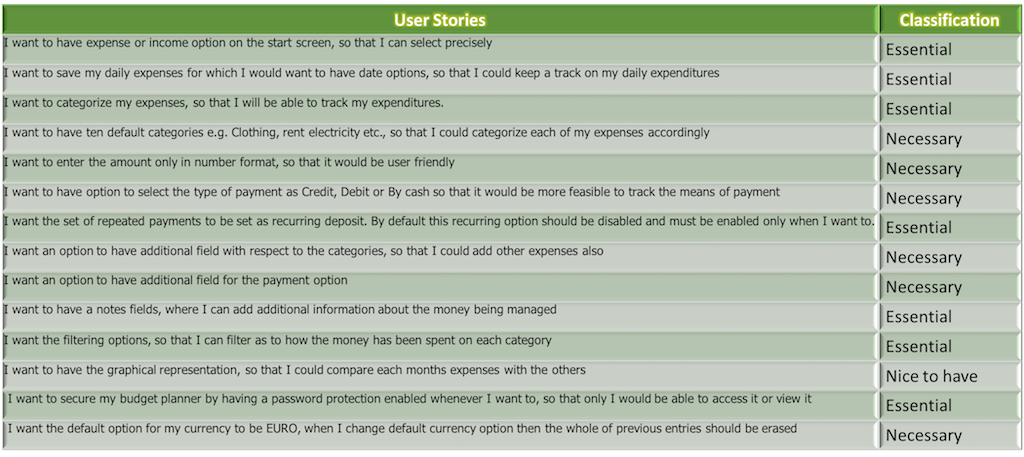 User Stories Classification
I want to have expense or income option on the start screen, so that I can select precisely Essential
I want to save my daily expenses for which I would want to have date options, so that I could keep a track on my daily expenditures Essential
I want to categorize my expenses, so that I will be able to track my expenditures. Essential
I want to have ten default categories e.g. Clothing, rent electricity etc., so that I could categorize each of my expenses accordingly Necessary
I want to enter the amount only in number format, so that it would be user friendly Necessary
I want to have option to select the type of payment as Credit, Debit or By cash so that it would be more feasible to track the means of payment Necessary
I want the set of repeated payments to be set as recurring deposit. By default this recurring option should be disabled and must be enabled only when I want to. Essential
I want an option to have additional field with respect to the categories, so that I could add other expenses also Necessary
I want an option to have additional field for the payment option Necessary
I want to have a notes fields, where I can add additional information about the money being managed Essential
I want the filtering options, so that I can filter as to how the money has been spent on each category Essential
I want to have the graphical representation, so that I could compare each months expenses with the others Nice to have
I want to secure my budget planner by having a password protection enabled whenever I want to, so that only I would be able to access it or view it Essential
I want the default option for my currency to be EURO, when I change default currency option then the whole of previous entries should be erased Necessary